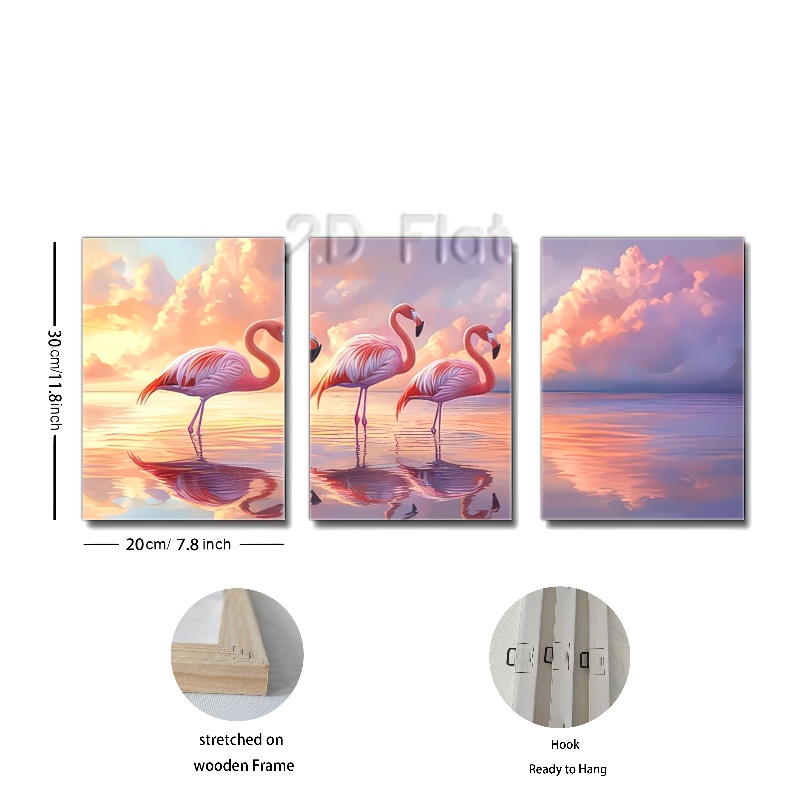 2D Flat
30cm/11.8inch
20cm/ 7.8 inch
stretched on
wooden Frame
Hook
Ready to Hang